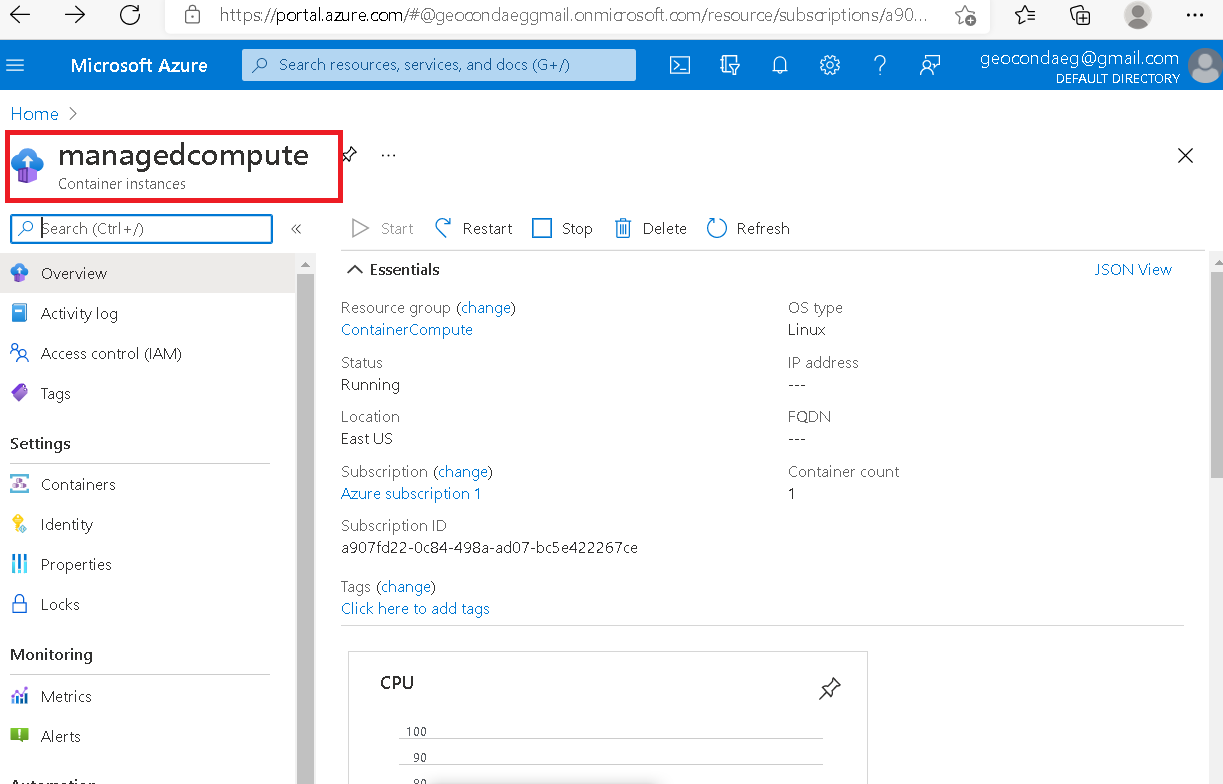 https://portal.azure.com/#@geocondaeggmail.onmicrosoft.com/resource/subscriptions/a90...
Microsoft Azure
Search resources, services, and docs (G+/)
geocondaeg@gmail.com
DEFAULT DIRECTORY
Home
managedcompute
Container instances
Search (Ctrl+/)
Start
Restart
Stop
Delete
Refresh
Overview
Activity log
Access control (IAM)
Tags
Settings
Containers
Identity
Properties
Locks
Monitoring
Metrics
Alerts
Automation
Essentials
JSON View
Resource group (change)
ContainerCompute
Status
Running
Location
East US
Subscription (change)
Azure subscription 1
Subscription ID
a907fd22-0c84-498a-ad07-bc5e422267ce
Tags (change)
Click here to add tags
OS type
Linux
IP address
---
FQDN
---
Container count
1
CPU
100
90
80